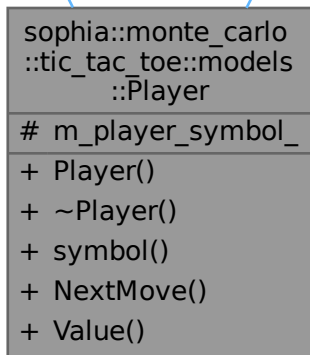 sophia::monte_carlo
::tic_tac_toe::models
::Player
# m_player_symbol_
+ Player()
+ ~Player()
+ symbol()
+ NextMove()
+ Value()